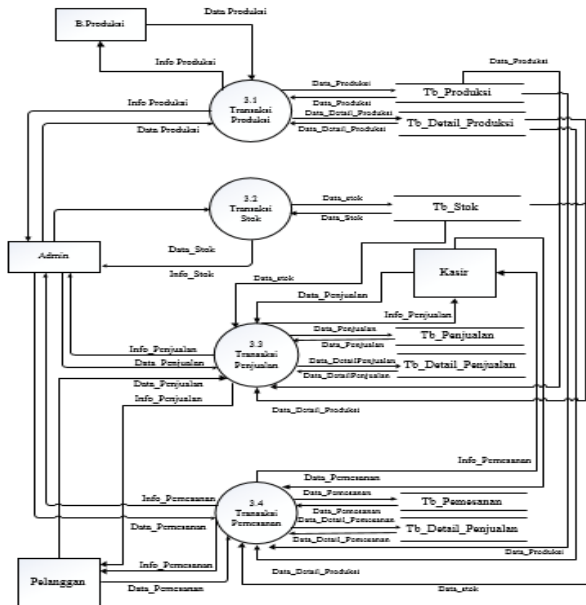 Data Produksi
B.Produksi
Info Produksi
Data_Produksi
3.1
Transaksi
Produksi
Data_Produksi
Data_Produksi
Tb_Produksi
Info Produksi
Data Produksi
Data_Detail_Produksi
Data_Detail_Produksi
Tb_Detail_Produksi
3.2
Transaksi
Stok
Data_stok
Data_Stok
Tb_Stok
Admin
Data_Stok
Info_Stok
Data_stok
Kasir
Data_Penjualan
Info_Penjualan
3.3
Transaksi
Penjualan
Data_Penjualan
Data_Penjualan
Tb_Penjualan
Info_Penjualan
Data_Penjualan
Data_DetailPenjualan
Data_DetailPenjualan
Tb_Detail_Penjualan
Data_Penjualan
Info_Penjualan
Data_Detail_Produksi
Info_Pemesanan
Data_Pemesanan
3.4
Transaksi
Pemesanan
Data_Pemesanan
Data_Pemesanan
Tb_Pemesanan
Info_Pemesanan
Data_Pemesanan
Data_Detail_Pemesanan
Data_Detail_Pemesanan
Tb_Detail_Penjualan
Data_Produksi
Info_Pemesanan
Data_Pemesanan
Pelanggan
Data_Detail_Produksi
Data_stok